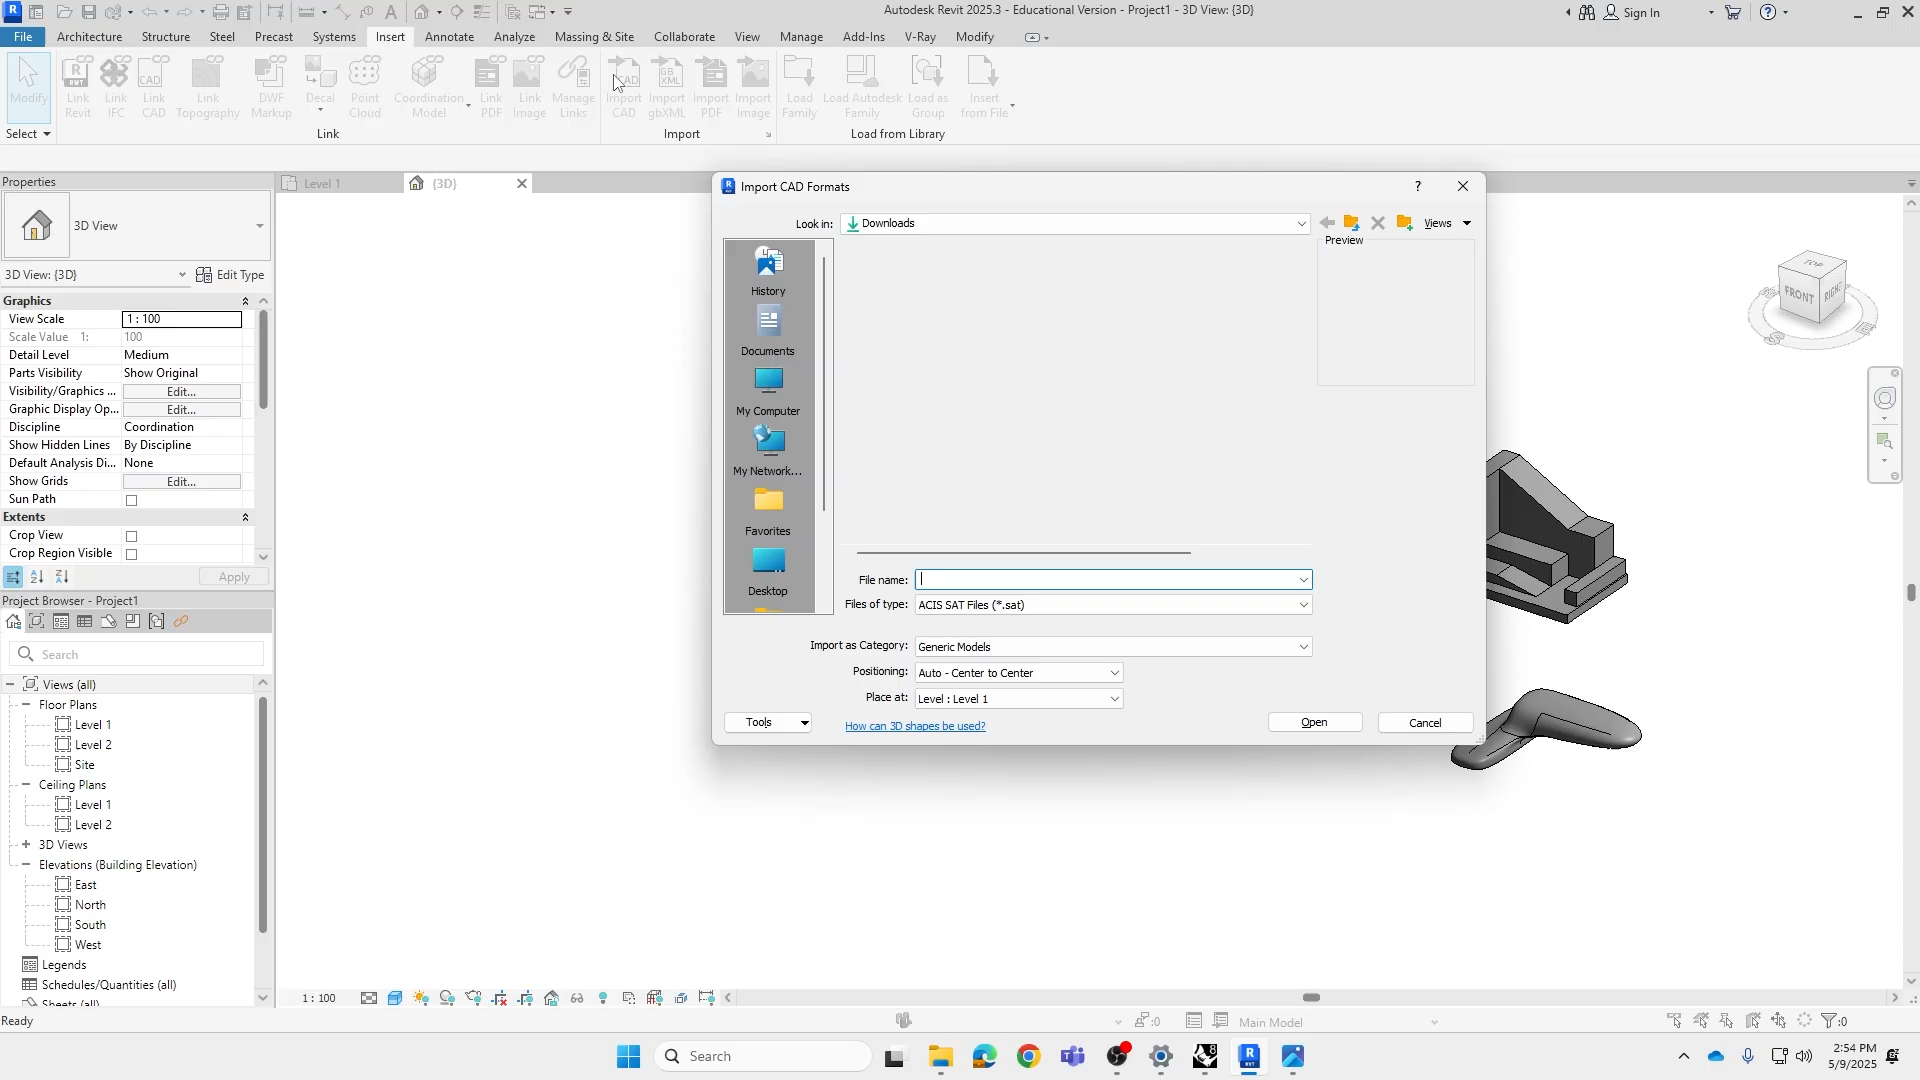 Autodesk Revit 2025.3 - Educational Version - Project1 - 3D View: {3D}
Sign In
File Architecture Structure Steel Precast Systems Insert Annotate Analyze Massing & Site Collaborate View Manage Add-Ins V-Ray Modify
Modify
Link Revit
Link IFC
Link CAD
Link Topography
DWF Markup
Decal
Point Cloud
Coordination Model
Link PDF
Link Image
Manage Links
Import CAD
Import gbXML
Import PDF
Import Image
Load Family
Load Autodesk Family
Load as Group
Insert from File
Select
Link
Import
Load from Library
Properties
Level 1
{3D}
3D View
3D View: {3D}
Edit Type
Graphics
View Scale 1 : 100
Scale Value 1: 100
Detail Level Medium
Parts Visibility Show Original
Visibility/Graphics ... Edit...
Graphic Display Op... Edit...
Discipline Coordination
Show Hidden Lines By Discipline
Default Analysis Di... None
Show Grids Edit...
Sun Path
Extents
Crop View
Crop Region Visible
Apply
Project Browser - Project1
Search
Views (all)
Floor Plans
Level 1
Level 2
Site
Ceiling Plans
Level 1
Level 2
3D Views
Elevations (Building Elevation)
East
North
South
West
Legends
Schedules/Quantities (all)
Sheets (all)
Import CAD Formats
Look in: Downloads
Views
Preview
History
Documents
My Computer
My Network...
Favorites
Desktop
File name:
Files of type: ACIS SAT Files (*.sat)
Import as Category: Generic Models
Positioning: Auto - Center to Center
Place at: Level : Level 1
Tools
How can 3D shapes be used?
Open
Cancel
TOP
FRONT
RIGHT
1 : 100
Ready
:0
Main Model
:0
Search
2:54 PM
5/9/2025